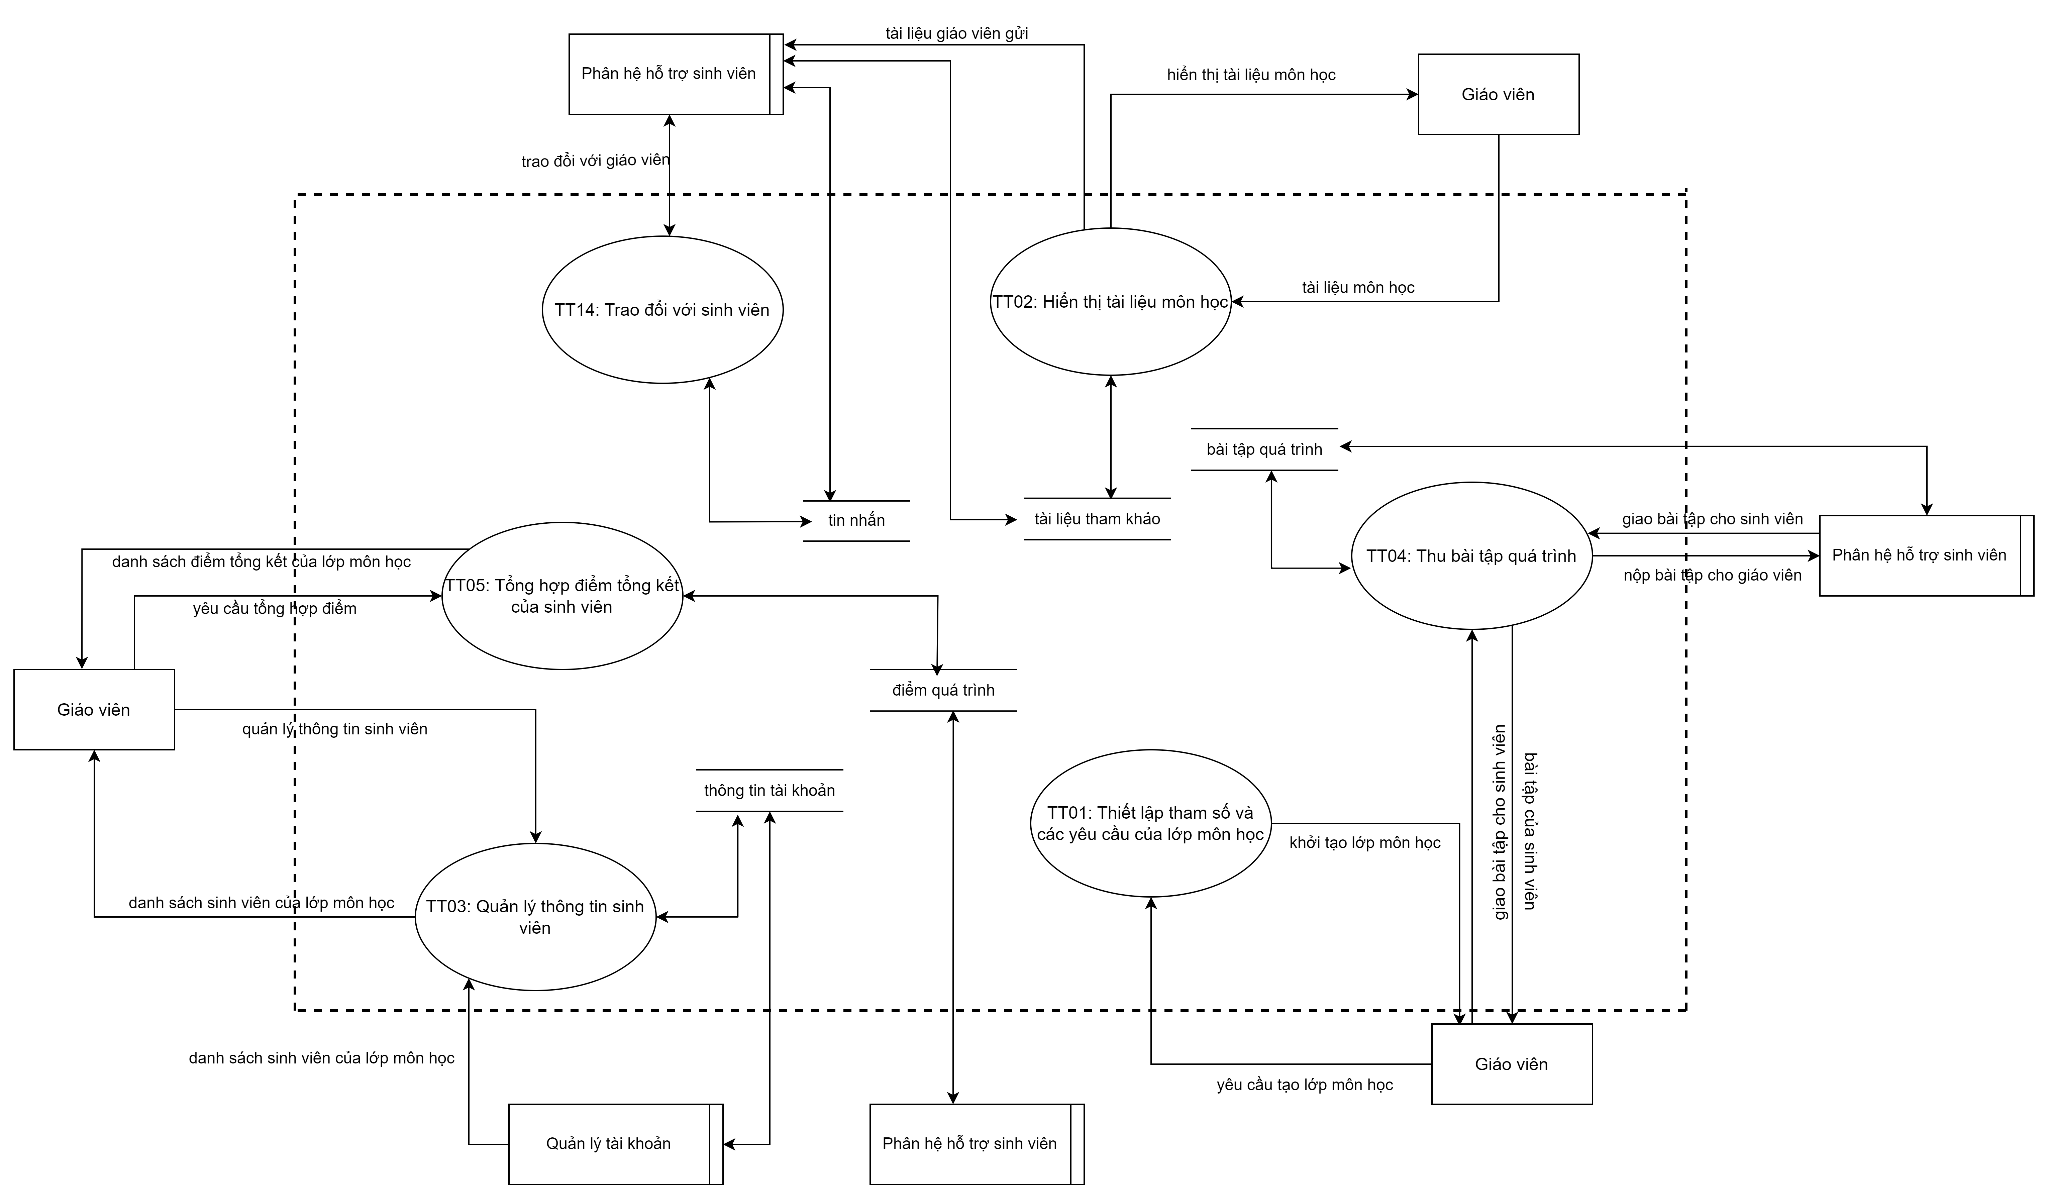 tài liệu giáo viên gửi
Phân hệ hỗ trợ sinh viên
hiển thị tài liệu môn học
Giáo viên
trao đổi với giáo viên
TT14: Trao đổi với sinh viên
TT02: Hiển thị tài liệu môn học
tài liệu môn học
bài tập quá trình
tin nhắn
tài liệu tham khảo
giao bài tập cho sinh viên
TT04: Thu bài tập quá trình
Phân hệ hỗ trợ sinh viên
nộp bài tập cho giáo viên
danh sách điểm tổng kết của lớp môn học
TT05: Tổng hợp điểm tổng kết
của sinh viên
yêu cầu tổng hợp điểm
Giáo viên
quản lý thông tin sinh viên
điểm quá trình
thông tin tài khoản
TT01: Thiết lập tham số và
các yêu cầu của lớp môn học
khởi tạo lớp môn học
giao bài tập cho sinh viên
bài tập của sinh viên
danh sách sinh viên của lớp môn học
TT03: Quản lý thông tin sinh
viên
danh sách sinh viên của lớp môn học
Giáo viên
yêu cầu tạo lớp môn học
Quản lý tài khoản
Phân hệ hỗ trợ sinh viên